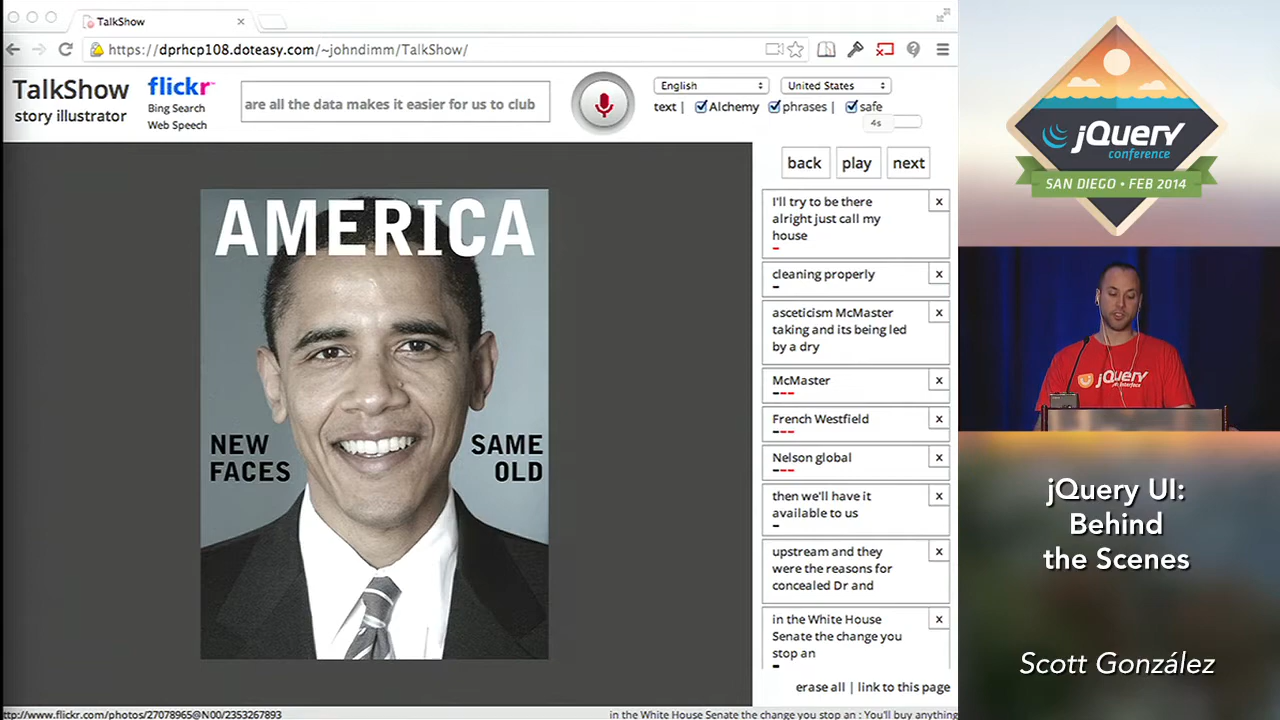 TalkShow
https://dprhcp108.doteasy.com/~johndimm/TalkShow/
TalkShow
story illustrator
flickr
Bing Search
Web Speech
are all the data makes it easier for us to club
English
United States
text | Alchemy phrases | safe
4s
back play next
I'll try to be there
alright just call my
house
x
cleaning properly
x
asceticism McMaster
taking and its being led
by a dry
x
McMaster
x
French Westfield
x
Nelson global
x
then we'll have it
available to us
x
upstream and they
were the reasons for
concealed Dr and
x
in the White House
Senate the change you
stop an
x
erase all | link to this page
AMERICA
NEW
FACES
SAME
OLD
http://www.flickr.com/photos/27078965@N00/2353267893
in the White House Senate the change you stop an : You'll buy anything
jQuery
conference
SAN DIEGO • FEB 2014
jQuery
jQuery UI:
Behind
the Scenes
Scott González